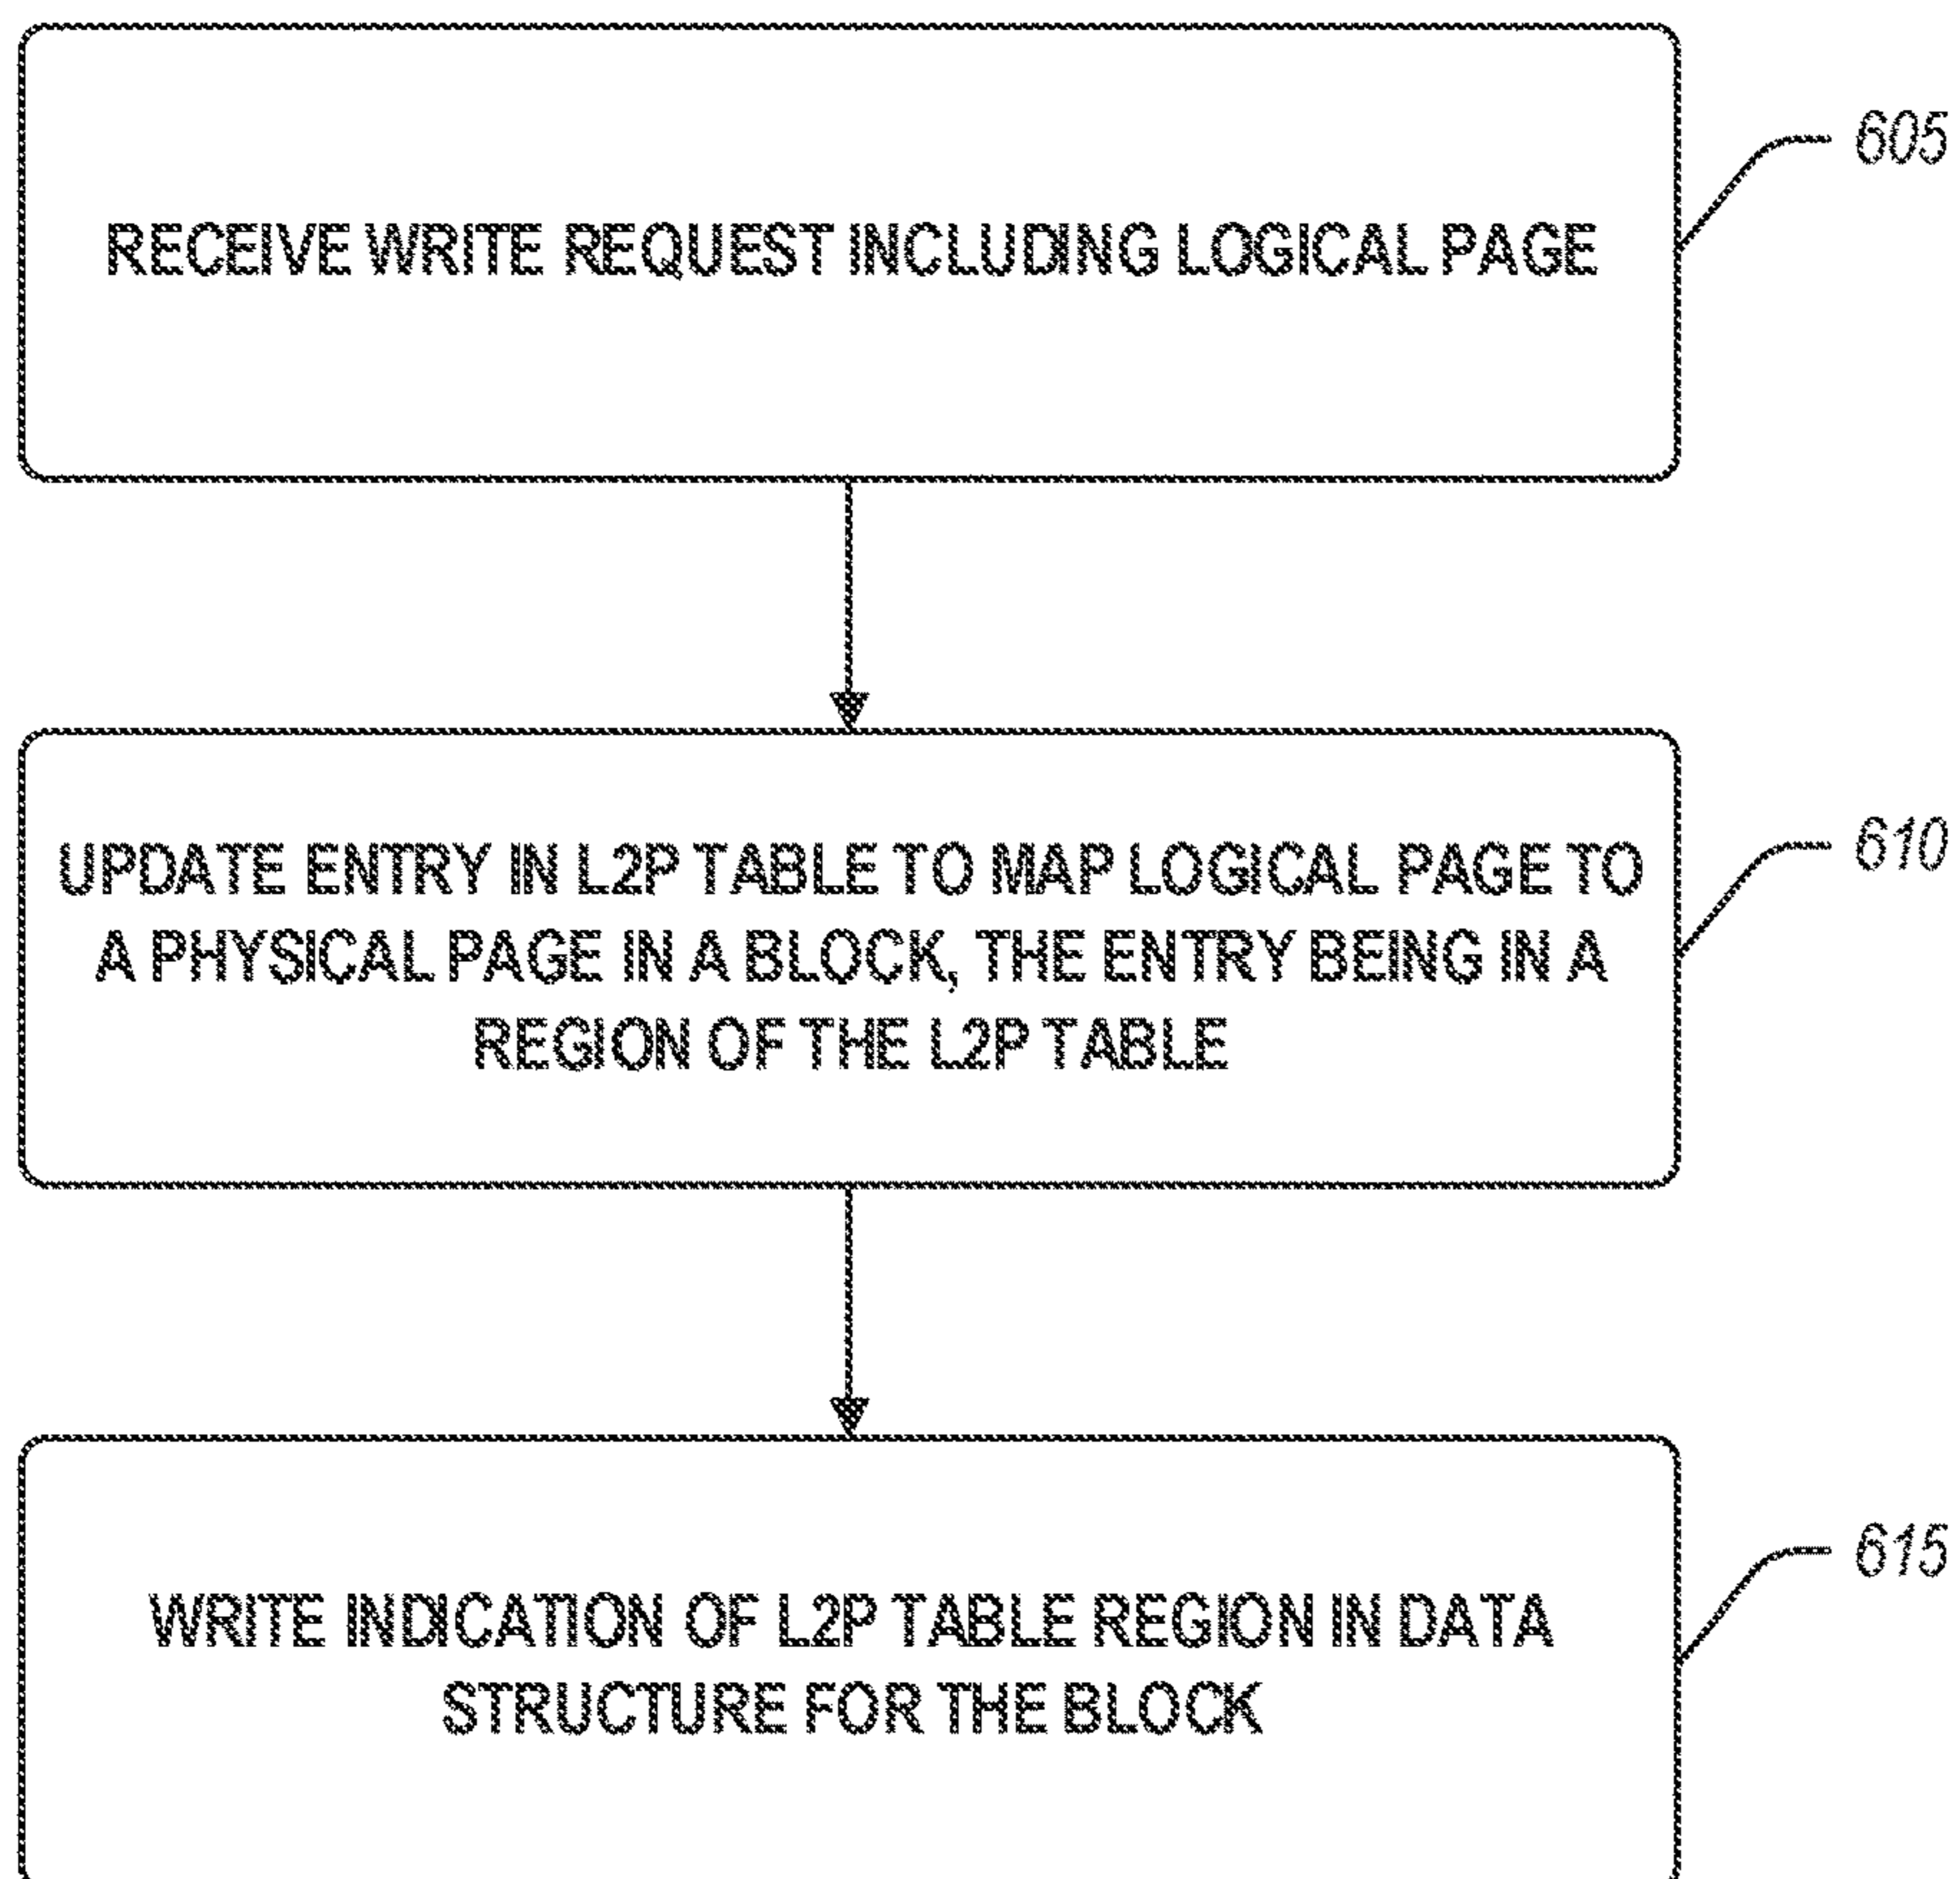 RECEIVE WRITE REQUEST INCLUDING LOGICAL PAGE
605
UPDATE ENTRY IN L2P TABLE TO MAP LOGICAL PAGE TO
A PHYSICAL PAGE IN A BLOCK, THE ENTRY BEING IN A
REGION OF THE L2P TABLE
610
WRITE INDICATION OF L2P TABLE REGION IN DATA
STRUCTURE FOR THE BLOCK
615